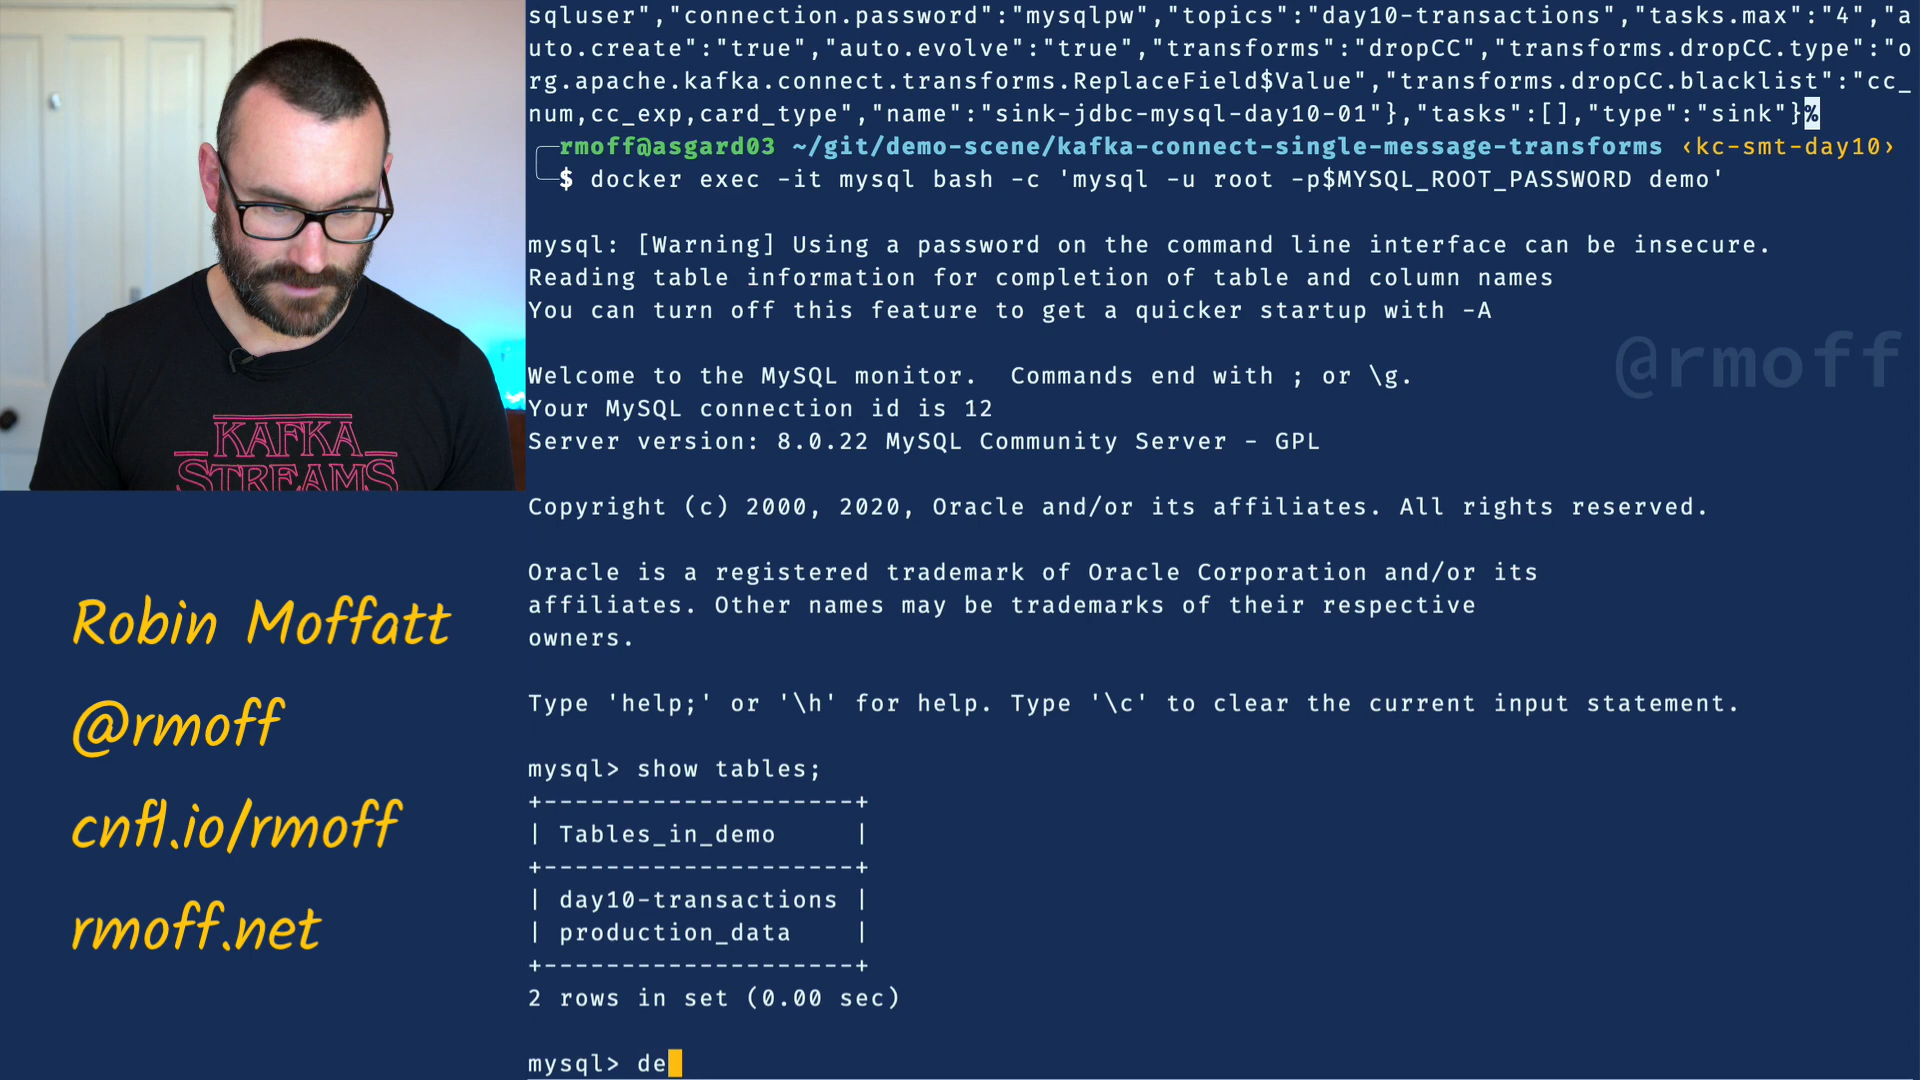 sqluser","connection.password":"mysqlpw","topics":"day10-transactions","tasks.max":"4","a
uto.create":"true","auto.evolve":"true","transforms":"dropCC","transforms.dropCC.type":"o
rg.apache.kafka.connect.transforms.ReplaceField$Value","transforms.dropCC.blacklist":"cc_
num,cc_exp,card_type","name":"sink-jdbc-mysql-day10-01"},"tasks":[],"type":"sink"}%
rmoff@asgard03 ~/git/demo-scene/kafka-connect-single-message-transforms ‹kc-smt-day10›
$ docker exec -it mysql bash -c 'mysql -u root -p$MYSQL_ROOT_PASSWORD demo'
mysql: [Warning] Using a password on the command line interface can be insecure.
Reading table information for completion of table and column names
You can turn off this feature to get a quicker startup with -A
@rmoff
Welcome to the MySQL monitor.  Commands end with ; or \g.
Your MySQL connection id is 12
Server version: 8.0.22 MySQL Community Server - GPL
Copyright (c) 2000, 2020, Oracle and/or its affiliates. All rights reserved.
Oracle is a registered trademark of Oracle Corporation and/or its
affiliates. Other names may be trademarks of their respective
owners.
Type 'help;' or '\h' for help. Type '\c' to clear the current input statement.
mysql> show tables;
+--------------------+
| Tables_in_demo     |
+--------------------+
| day10-transactions |
| production_data    |
+--------------------+
2 rows in set (0.00 sec)
mysql> de
KAFKA
STREAMS
Robin Moffatt
@rmoff
cnfl.io/rmoff
rmoff.net